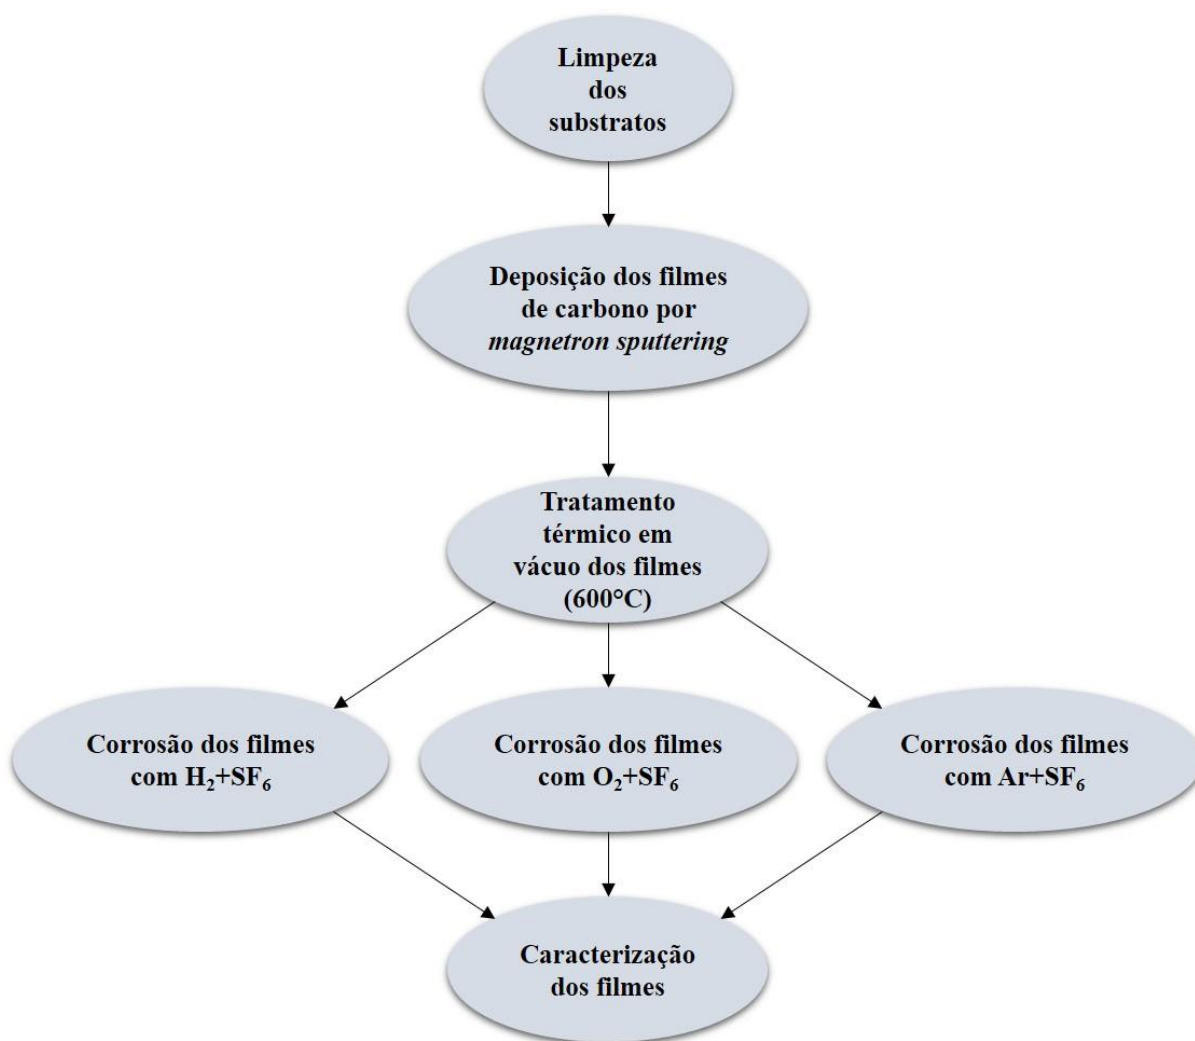 Limpeza
dos
substratos
Deposição dos filmes
de carbono por
magnetron sputtering
Tratamento
térmico em
vácuo dos filmes
(600°C)
Corrosão dos filmes
com H₂+SF₆
Corrosão dos filmes
com O₂+SF₆
Corrosão dos filmes
com Ar+SF₆
Caracterização
dos filmes